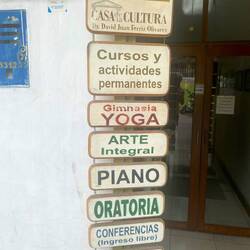 CASA DE LA CULTURA
Dr. David Juan Ferriz Olivares
Cursos y
actividades
permanentes
Gimnasia
YOGA
ARTE
Integral
PIANO
ORATORIA
CONFERENCIAS
(Ingreso libre)